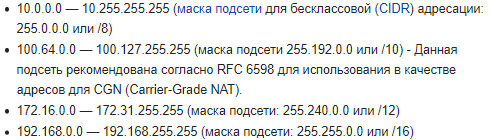 • 10.0.0.0 — 10.255.255.255 (маска подсети для бесклассовой (CIDR) адресации:
255.0.0.0 или /8)
• 100.64.0.0 — 100.127.255.255 (маска подсети 255.192.0.0 или /10) - Данная
подсеть рекомендована согласно RFC 6598 для использования в качестве
адресов для CGN (Carrier-Grade NAT).
• 172.16.0.0 — 172.31.255.255 (маска подсети: 255.240.0.0 или /12)
• 192.168.0.0 — 192.168.255.255 (маска подсети: 255.255.0.0 или /16)